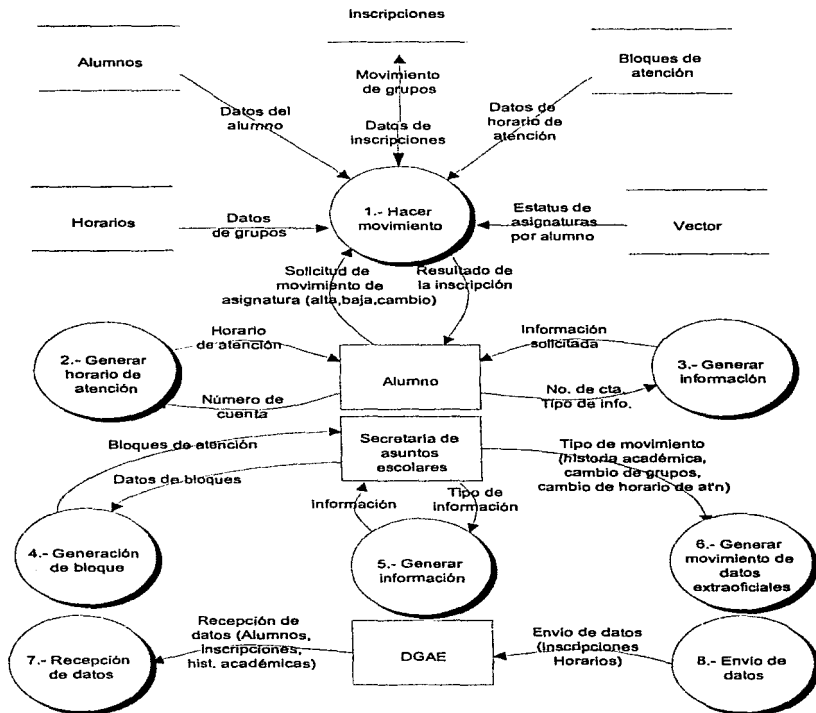 Inscripciones
Alumnos
Bloques de
atención
Movimiento
de grupos
Datos del
alumno
Datos de
inscripciones
Datos de
horario de
atención
Horarios
Datos
de grupos
1.- Hacer
movimiento
Estatus de
asignaturas
por alumno
Vector
Solicitud de
movimiento de
asignatura (alta,baja,cambio)
Resultado de
la inscripción
2.- Generar
horario de
atención
Horario
de atención
Alumno
Información
solicitada
3.- Generar
información
Número de
cuenta
No. de cta.
Tipo de info.
Bloques de atención
Secretaría de
asuntos
escolares
Tipo de movimiento
(historia académica,
cambio de grupos,
cambio de horario de at'n)
Datos de bloques
Información
Tipo de
información
4.- Generación
de bloque
5.- Generar
información
6.- Generar
movimiento de
datos
extraoficiales
Recepción de
datos (Alumnos,
inscripciones,
hist. académicas)
7.- Recepción
de datos
DGAE
Envío de datos
(Inscripciones
Horarios)
8.- Envío de
datos